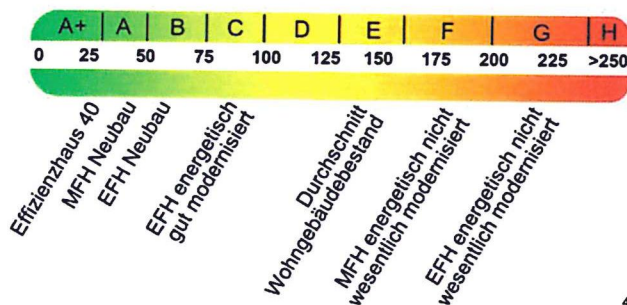 A+ A B C D E F G H
0 25 50 75 100 125 150 175 200 225 >250
Effizienzhaus 40
MFH Neubau
EFH Neubau
EFH energetisch
gut modernisiert
Durchschnitt
Wohngebäudebestand
MFH energetisch nicht
wesentlich modernisiert
EFH energetisch nicht
wesentlich modernisiert